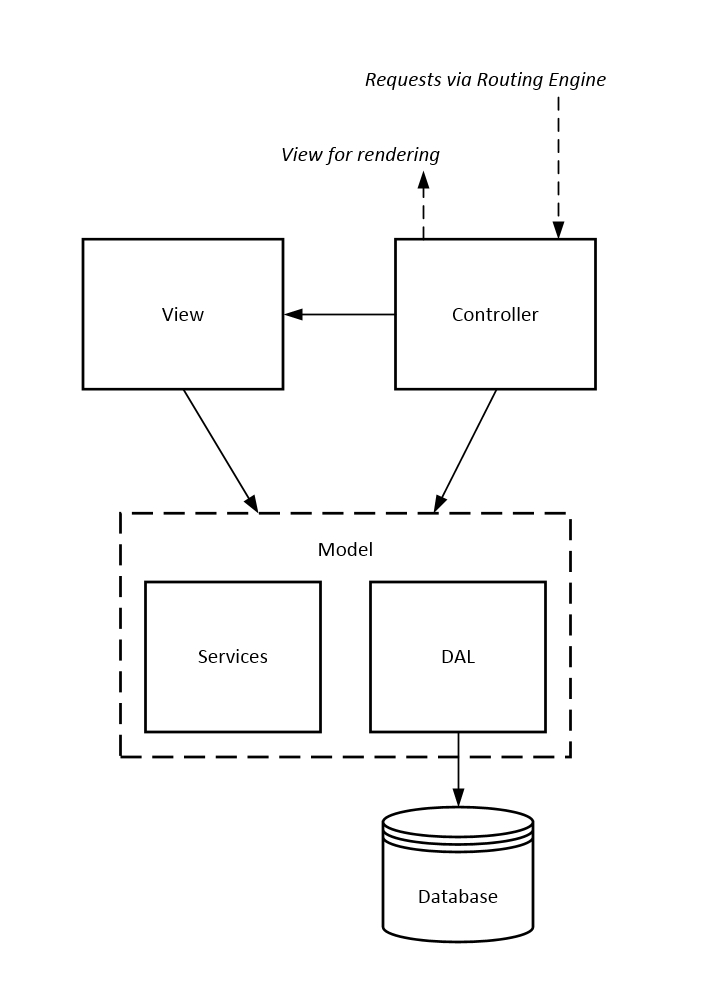 Requests via Routing Engine
View for rendering
View
Controller
Model
Services
DAL
Database